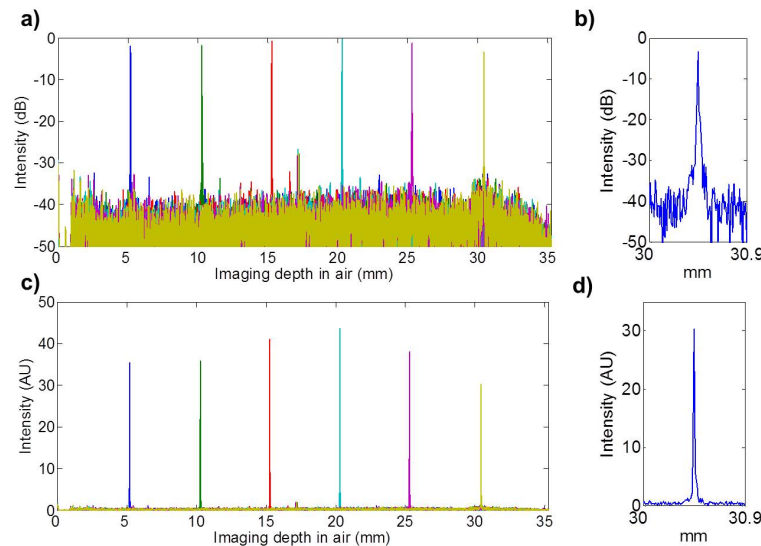 a)
b)
0
-10
-20
-30
-40
-50
Intensity (dB)
0 5 10 15 20 25 30 35
Imaging depth in air (mm)
0
-10
-20
-30
-40
-50
Intensity (dB)
30 30.9
mm
c)
d)
50
40
30
20
10
0
Intensity (AU)
0 5 10 15 20 25 30 35
Imaging depth in air (mm)
30
20
10
0
Intensity (AU)
30 30.9
mm